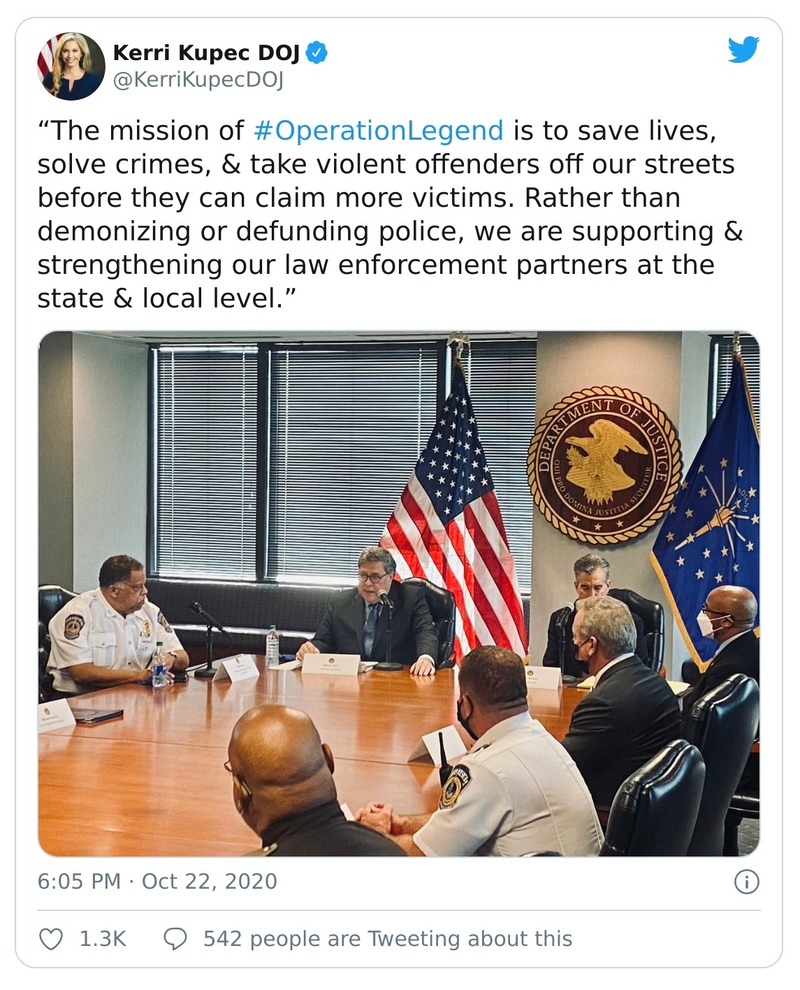 Kerri Kupec DOJ
@KerriKupecDOJ
“The mission of #OperationLegend is to save lives,
solve crimes, & take violent offenders off our streets
before they can claim more victims. Rather than
demonizing or defunding police, we are supporting &
strengthening our law enforcement partners at the
state & local level.”
DEPARTMENT OF JUSTICE
QUI PRO DOMINA JUSTITIA SEQUITUR
6:05 PM · Oct 22, 2020
1.3K
542 people are Tweeting about this